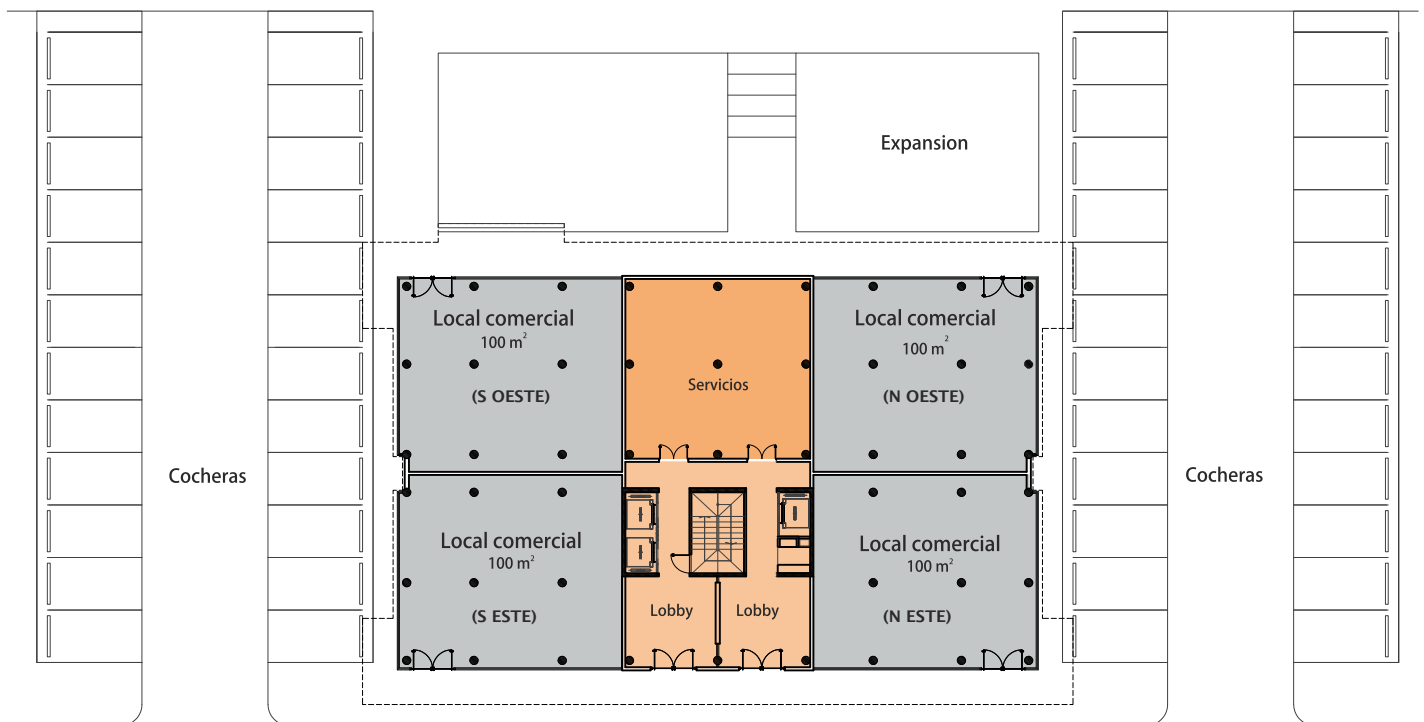 Expansion
Local comercial
100 m²
(S OESTE)
Servicios
Local comercial
100 m²
(N OESTE)
Cocheras
Cocheras
Local comercial
100 m²
(S ESTE)
Lobby
Lobby
Local comercial
100 m²
(N ESTE)